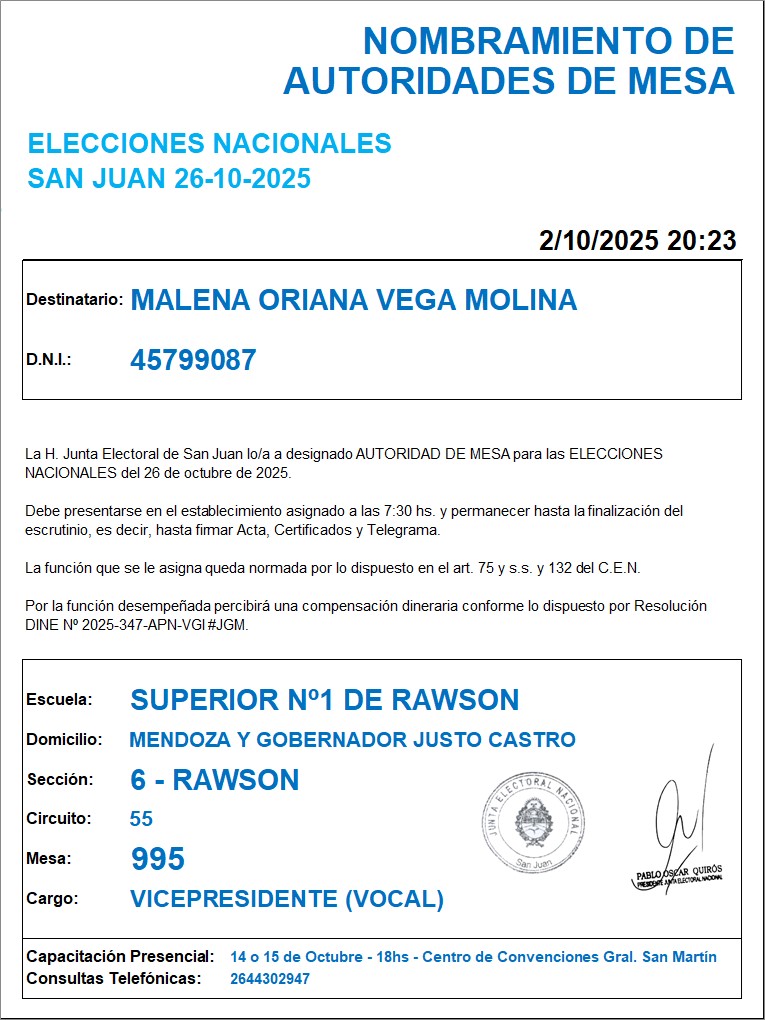 NOMBRAMIENTO DE
AUTORIDADES DE MESA
ELECCIONES NACIONALES
SAN JUAN 26-10-2025
2/10/2025 20:23
Destinatario: MALENA ORIANA VEGA MOLINA
D.N.I.: 45799087
La H. Junta Electoral de San Juan lo/a a designado AUTORIDAD DE MESA para las ELECCIONES
NACIONALES del 26 de octubre de 2025.
Debe presentarse en el establecimiento asignado a las 7:30 hs. y permanecer hasta la finalización del
escrutinio, es decir, hasta firmar Acta, Certificados y Telegrama.
La función que se le asigna queda normada por lo dispuesto en el art. 75 y s.s. y 132 del C.E.N.
Por la función desempeñada percibirá una compensación dineraria conforme lo dispuesto por Resolución
DINE Nº 2025-347-APN-VGI#JGM.
Escuela: SUPERIOR Nº1 DE RAWSON
Domicilio: MENDOZA Y GOBERNADOR JUSTO CASTRO
Sección: 6 - RAWSON
Circuito: 55
Mesa: 995
Cargo: VICEPRESIDENTE (VOCAL)
JUNTA ELECTORAL NACIONAL
San Juan
PABLO OSCAR QUIRÓS
PRESIDENTE JUNTA ELECTORAL NACIONAL
Capacitación Presencial: 14 o 15 de Octubre - 18hs - Centro de Convenciones Gral. San Martín
Consultas Telefónicas: 2644302947